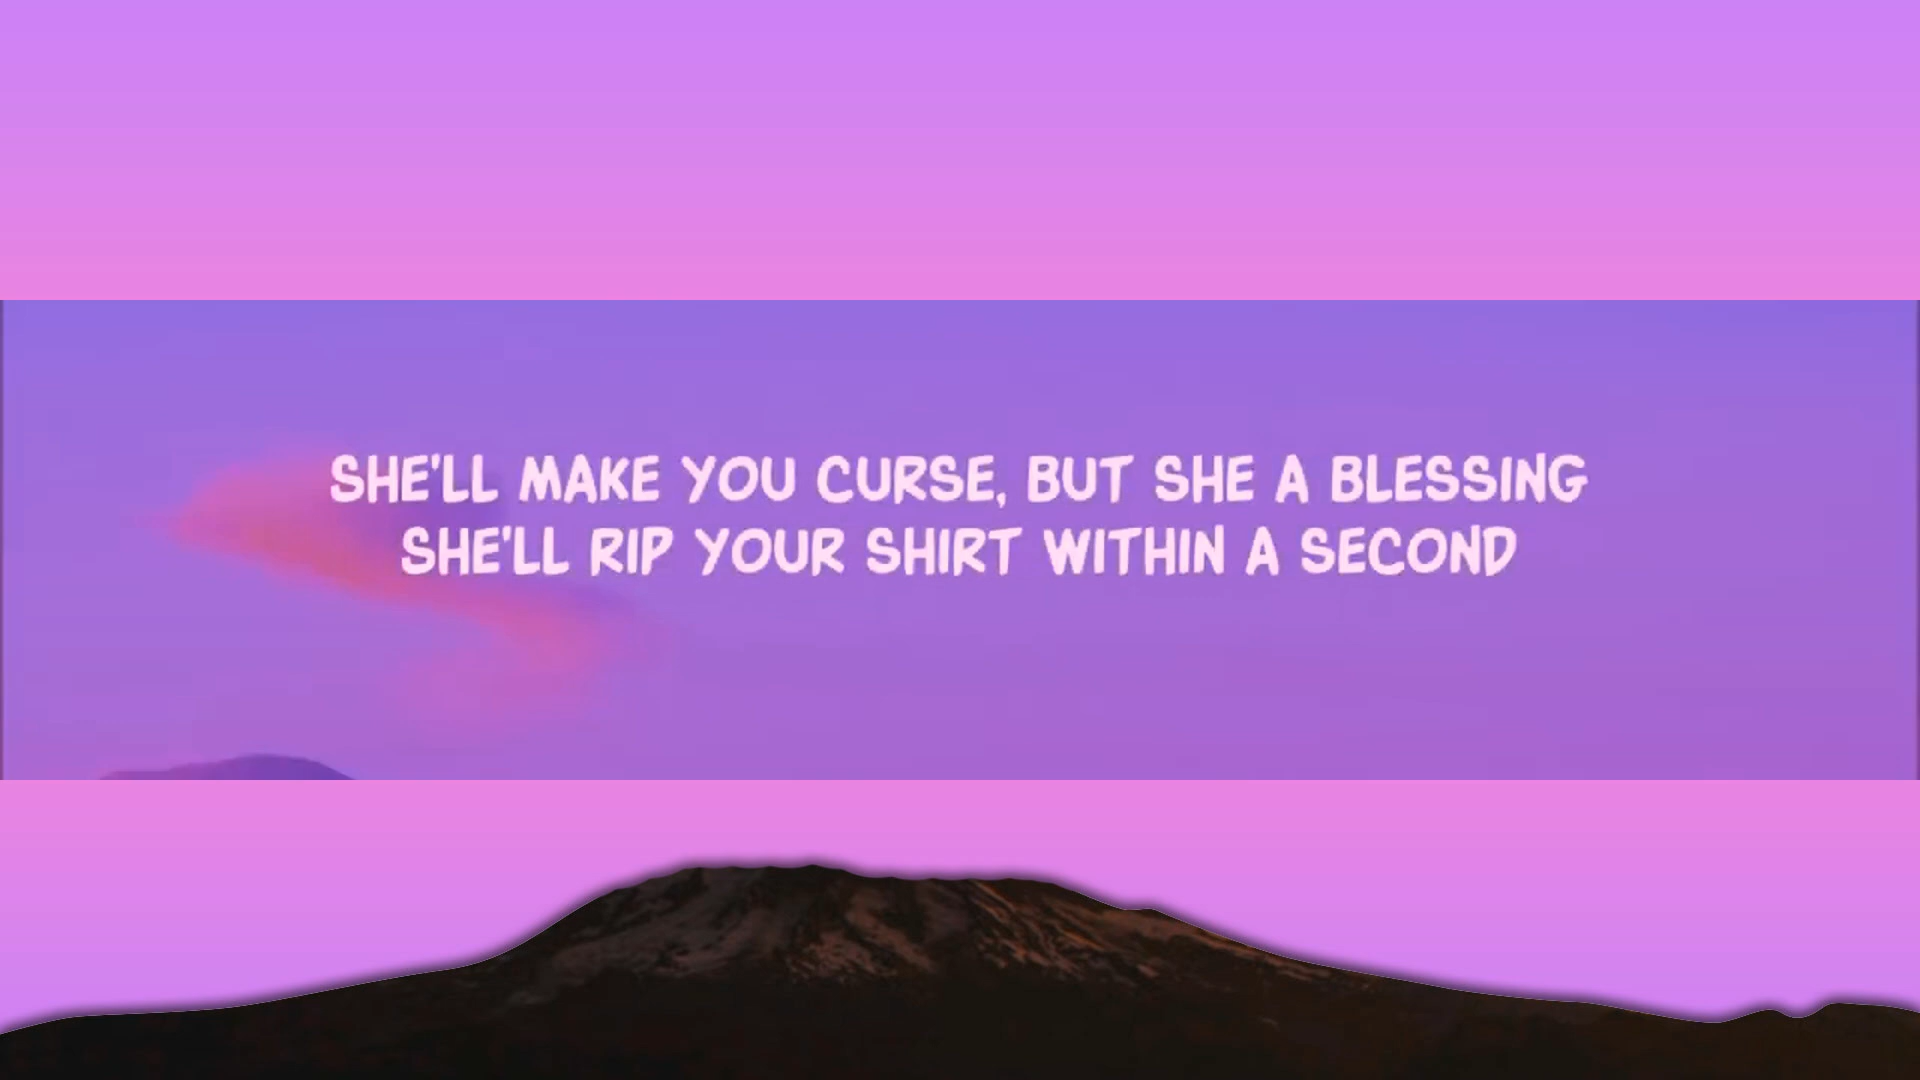 SHE'LL MAKE YOU CURSE, BUT SHE A BLESSING
SHE'LL RIP YOUR SHIRT WITHIN A SECOND